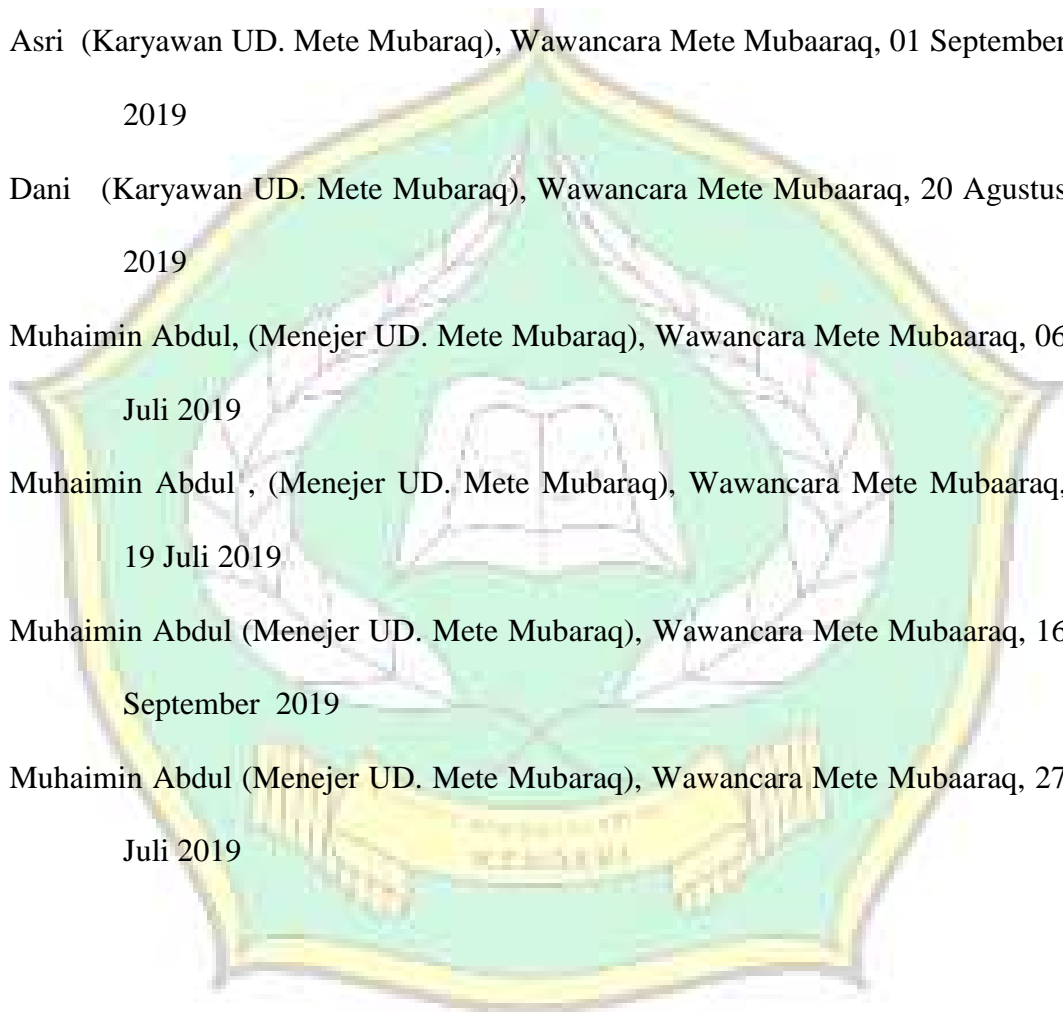 Asri (Karyawan UD. Mete Mubaraq), Wawancara Mete Mubaaraq, 01 September
2019
Dani (Karyawan UD. Mete Mubaraq), Wawancara Mete Mubaaraq, 20 Agustus
2019
Muhaimin Abdul, (Menejer UD. Mete Mubaraq), Wawancara Mete Mubaaraq, 06
Juli 2019
Muhaimin Abdul , (Menejer UD. Mete Mubaraq), Wawancara Mete Mubaaraq,
19 Juli 2019
Muhaimin Abdul (Menejer UD. Mete Mubaraq), Wawancara Mete Mubaaraq, 16
September 2019
Muhaimin Abdul (Menejer UD. Mete Mubaraq), Wawancara Mete Mubaaraq, 27
Juli 2019
KENDARI